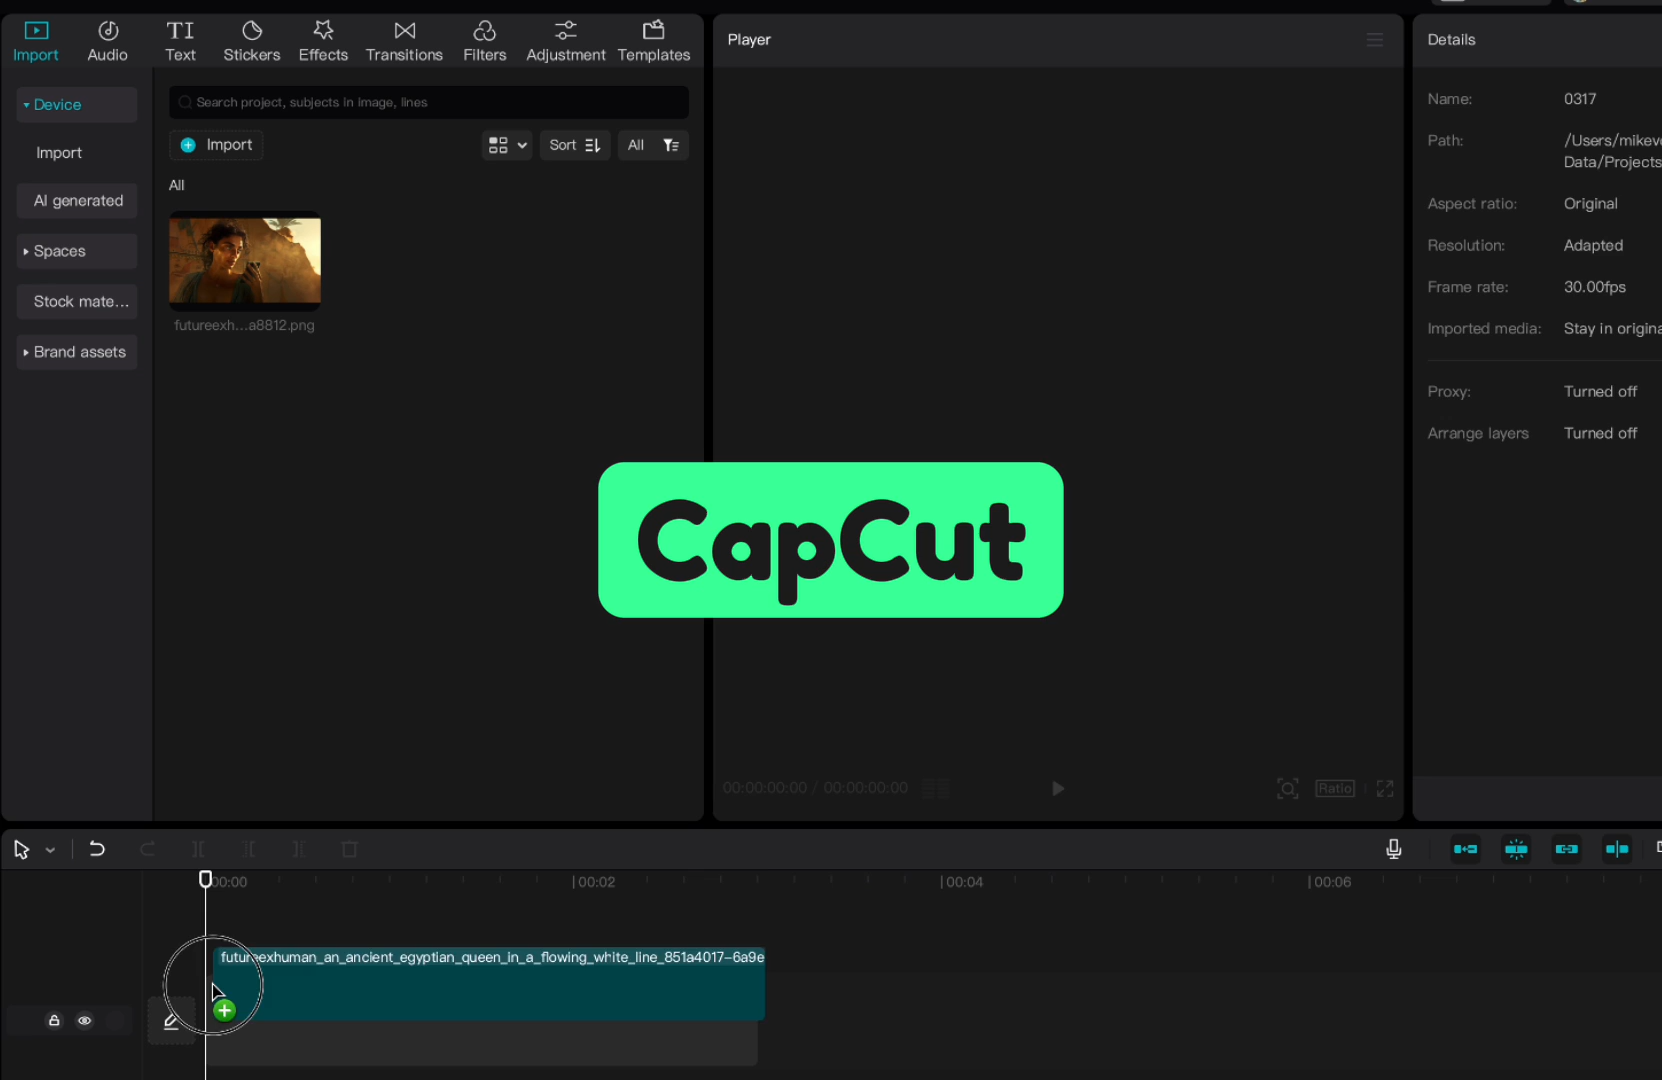 Import
Audio
TI
Text
Stickers
Effects
Transitions
Filters
Adjustment
Templates
Player
Details
Device
Import
AI generated
Spaces
Stock mate...
Brand assets
Search project, subjects in image, lines
Import
Sort
All
All
futureexh...a8812.png
Name: 0317
Path: /Users/mikev
Data/Projects
Aspect ratio: Original
Resolution: Adapted
Frame rate: 30.00fps
Imported media: Stay in origina
Proxy: Turned off
Arrange layers Turned off
CapCut
00:00:00:00 / 00:00:00:00
Ratio
00:00
00:02
00:04
00:06
futureexhuman_an_ancient_egyptian_queen_in_a_flowing_white_line_851a4017-6a9e